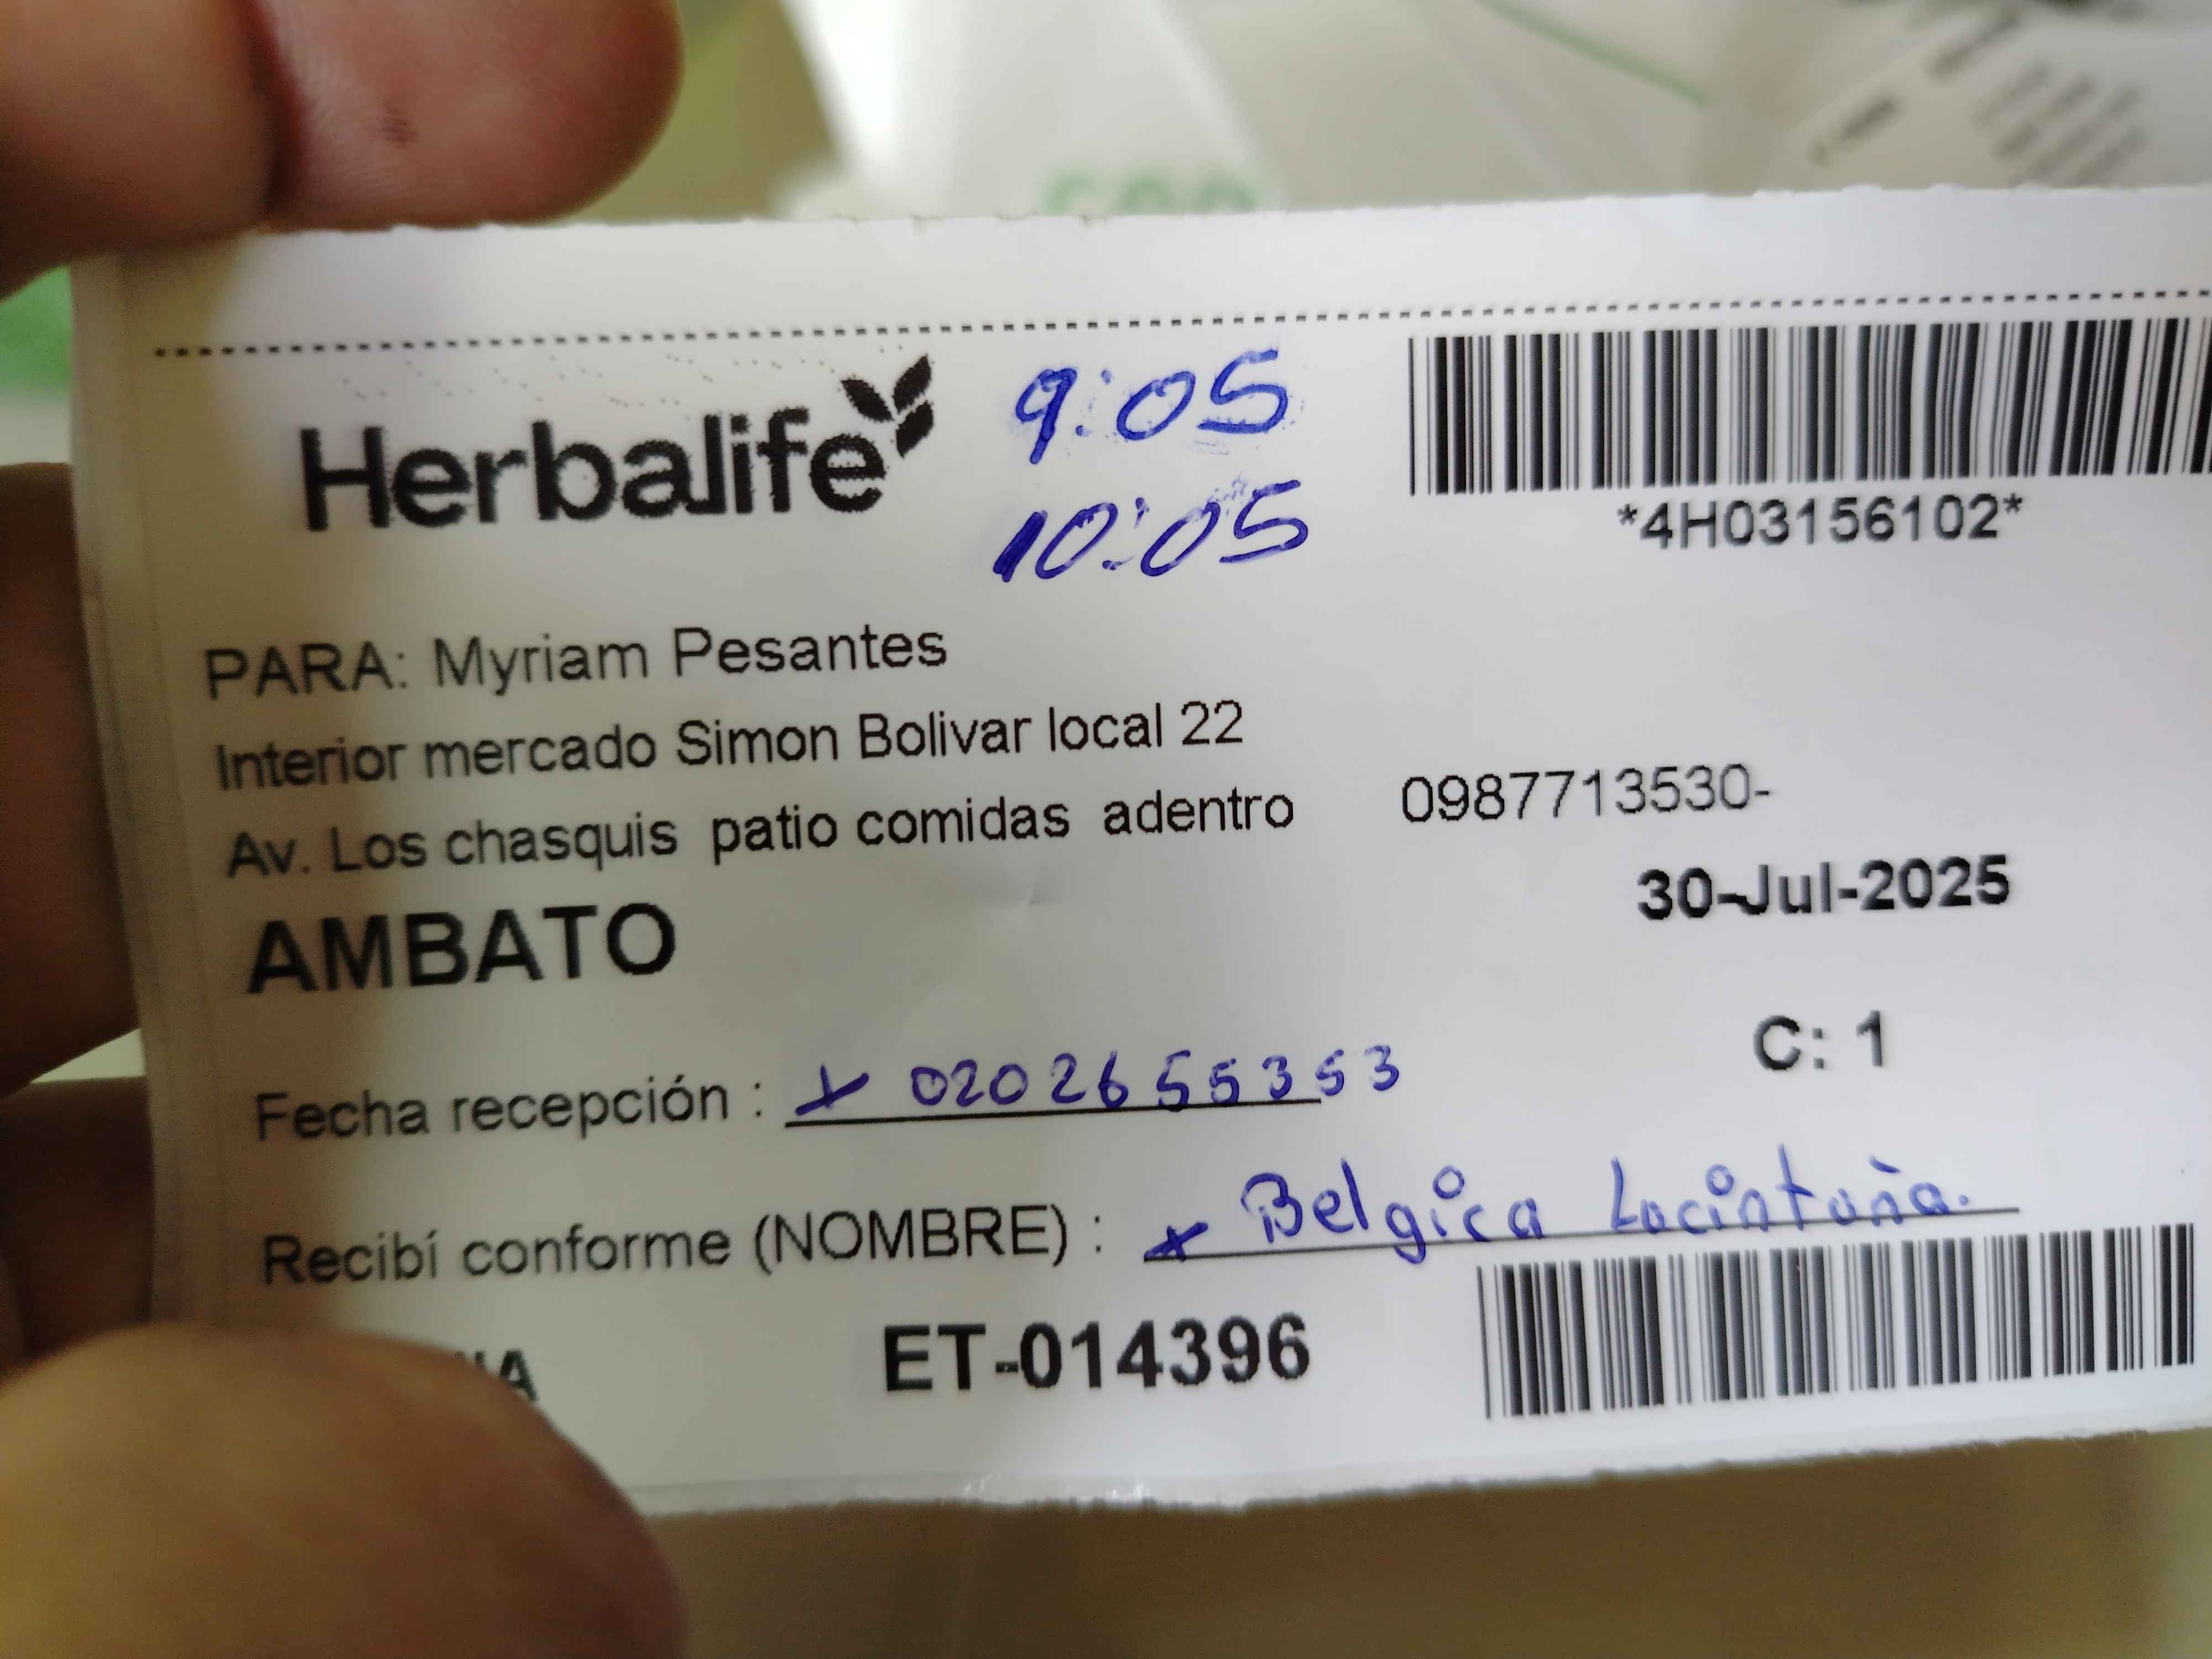 Herbalife
9:05
10:05
*4H03156102*
PARA: Myriam Pesantes
Interior mercado Simon Bolivar local 22
Av. Los chasquis patio comidas adentro 0987713530-
AMBATO
30-Jul-2025
C: 1
Fecha recepción : x 0202655353
Recibí conforme (NOMBRE) : x Belgica
ET-014396